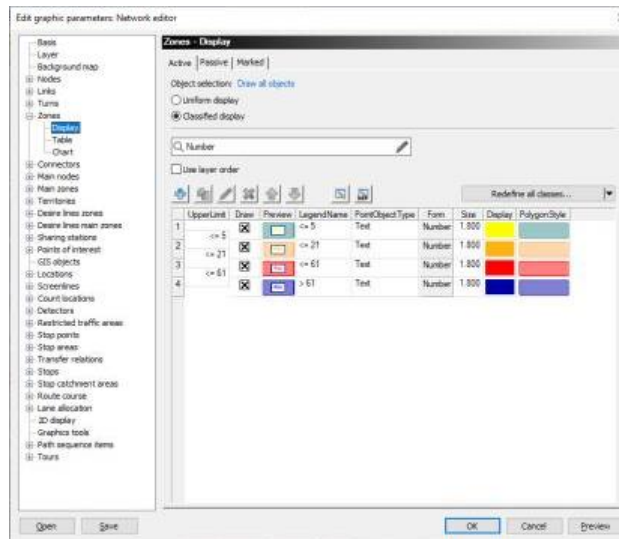 Edit graphic parameters: Network editor
Basis
Layer
Background map
Nodes
Links
Turns
Zones
Display
Table
Chart
Connectors
Main nodes
Main zones
Territories
Desire lines zones
Desire lines main zones
Sharing stations
Points of interest
GIS objects
Locations
Screenlines
Count locations
Detectors
Restricted traffic areas
Stop points
Stop areas
Transfer relations
Stops
Stop catchment areas
Route course
Lane allocation
2D display
Graphics tools
Path sequence items
Tours
Zones - Display
Active Passive Marked
Object selection: Draw all objects
Uniform display
Classified display
Number
Use layer order
Redefine all classes...
UpperLimit Draw Preview LegendName PointObjectType Form Size Display PolygonStyle
1 <= 5 <= 5 Text Number 1.800
2 <= 21 <= 21 Text Number 1.800
3 <= 61 <= 61 Text Number 1.800
4 > 61 Text Number 1.800
Open Save OK Cancel Preview